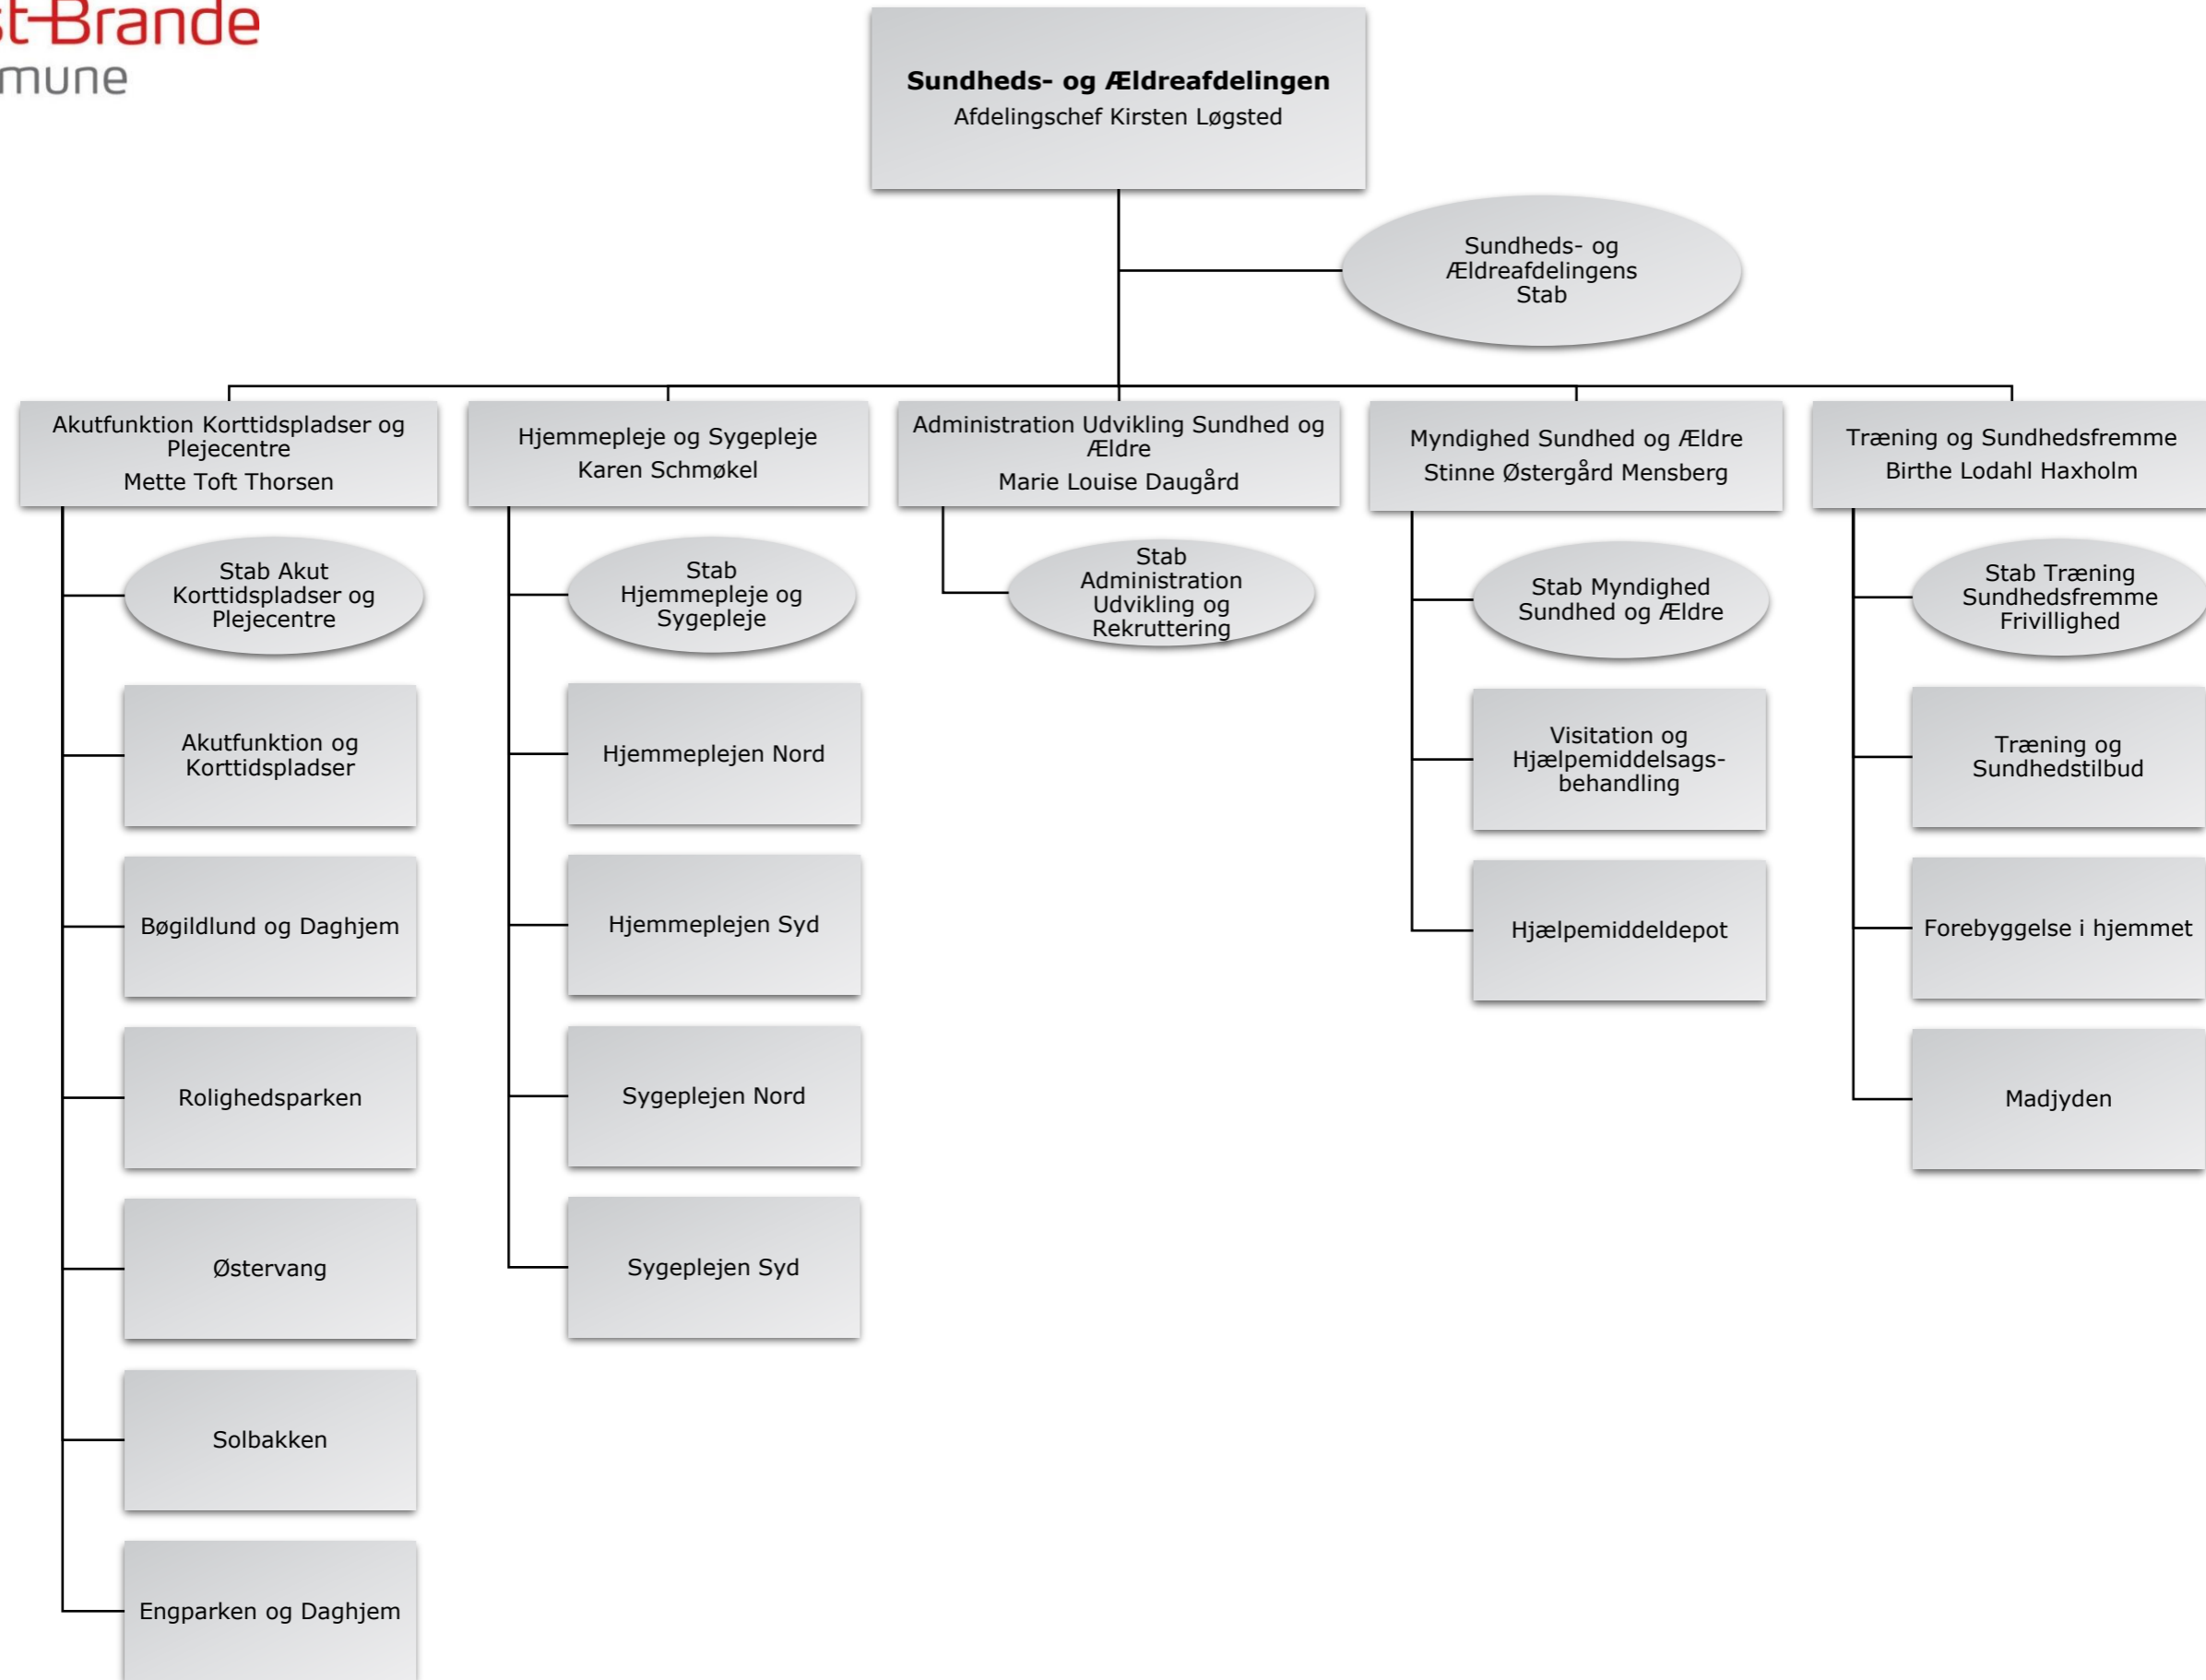 st-Brande
mune
Sundheds- og Ældreafdelingen
Afdelingschef Kirsten Løgsted
Sundheds- og
Ældreafdelingens
Stab
Akutfunktion Korttidspladser og
Plejecentre
Mette Toft Thorsen
Stab Akut
Korttidspladser og
Plejecentre
Akutfunktion og
Korttidspladser
Bøgildlund og Daghjem
Rolighedsparken
Østervang
Solbakken
Engparken og Daghjem
Hjemmepleje og Sygepleje
Karen Schmøkel
Stab
Hjemmepleje og
Sygepleje
Hjemmeplejen Nord
Hjemmeplejen Syd
Sygeplejen Nord
Sygeplejen Syd
Administration Udvikling Sundhed og
Ældre
Marie Louise Daugård
Stab
Administration
Udvikling og
Rekruttering
Myndighed Sundhed og Ældre
Stinne Østergård Mensberg
Stab Myndighed
Sundhed og Ældre
Visitation og
Hjælpemiddelsags-
behandling
Hjælpemiddeldepot
Træning og Sundhedsfremme
Birthe Lodahl Haxholm
Stab Træning
Sundhedsfremme
Frivillighed
Træning og
Sundhedstilbud
Forebyggelse i hjemmet
Madjyden